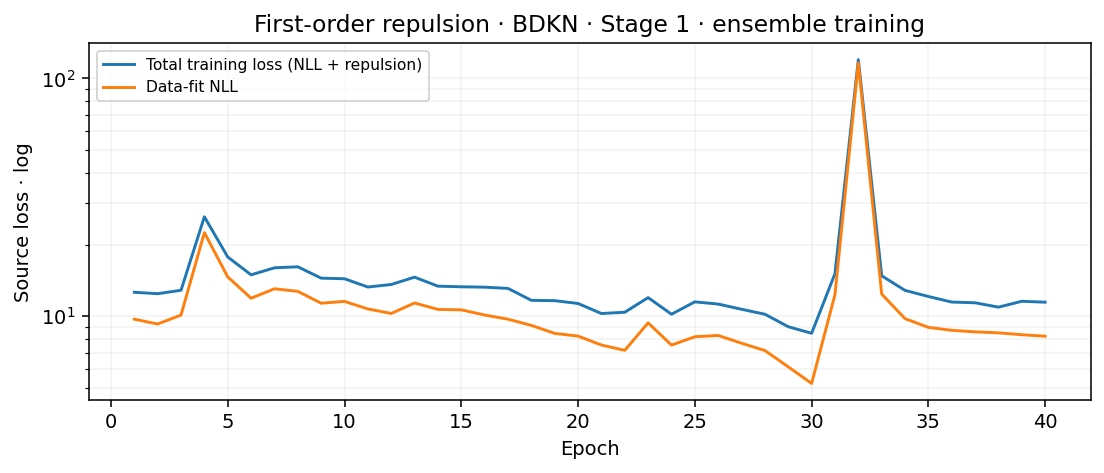 First-order repulsion · BDKN · Stage 1 · ensemble training
Total training loss (NLL + repulsion)
Data-fit NLL
Source loss · log
10²
10¹
0 5 10 15 20 25 30 35 40
Epoch